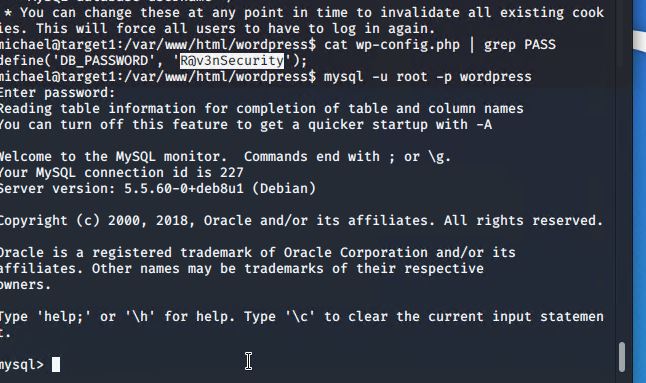 * You can change these at any point in time to invalidate all existing cook
ies. This will force all users to have to log in again.
michael@target1:/var/www/html/wordpress$ cat wp-config.php | grep PASS
define('DB_PASSWORD', 'R@v3nSecurity');
michael@target1:/var/www/html/wordpress$ mysql -u root -p wordpress
Enter password:
Reading table information for completion of table and column names
You can turn off this feature to get a quicker startup with -A
Welcome to the MySQL monitor.  Commands end with ; or \g.
Your MySQL connection id is 227
Server version: 5.5.60-0+deb8u1 (Debian)
Copyright (c) 2000, 2018, Oracle and/or its affiliates. All rights reserved.
Oracle is a registered trademark of Oracle Corporation and/or its
affiliates. Other names may be trademarks of their respective
owners.
Type 'help;' or '\h' for help. Type '\c' to clear the current input statemen
t.
mysql>